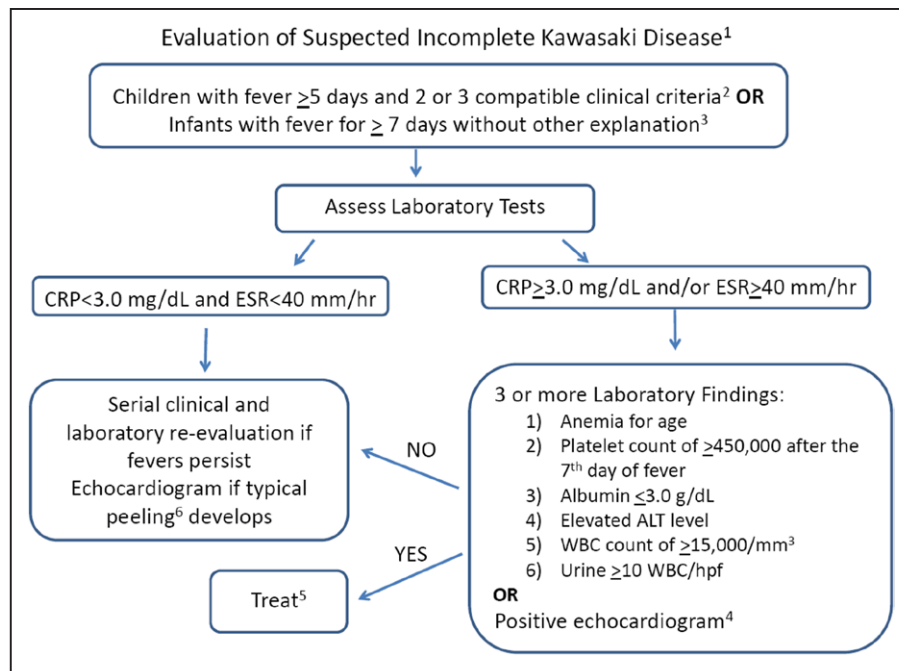 Evaluation of Suspected Incomplete Kawasaki Disease¹
Children with fever ≥5 days and 2 or 3 compatible clinical criteria² OR
Infants with fever for ≥ 7 days without other explanation³
Assess Laboratory Tests
CRP<3.0 mg/dL and ESR<40 mm/hr
CRP≥3.0 mg/dL and/or ESR≥40 mm/hr
Serial clinical and
laboratory re-evaluation if
fevers persist
Echocardiogram if typical
peeling⁶ develops
NO
3 or more Laboratory Findings:
1) Anemia for age
2) Platelet count of ≥450,000 after the
7th day of fever
3) Albumin ≤3.0 g/dL
4) Elevated ALT level
5) WBC count of ≥15,000/mm³
6) Urine ≥10 WBC/hpf
OR
Positive echocardiogram⁴
YES
Treat⁵